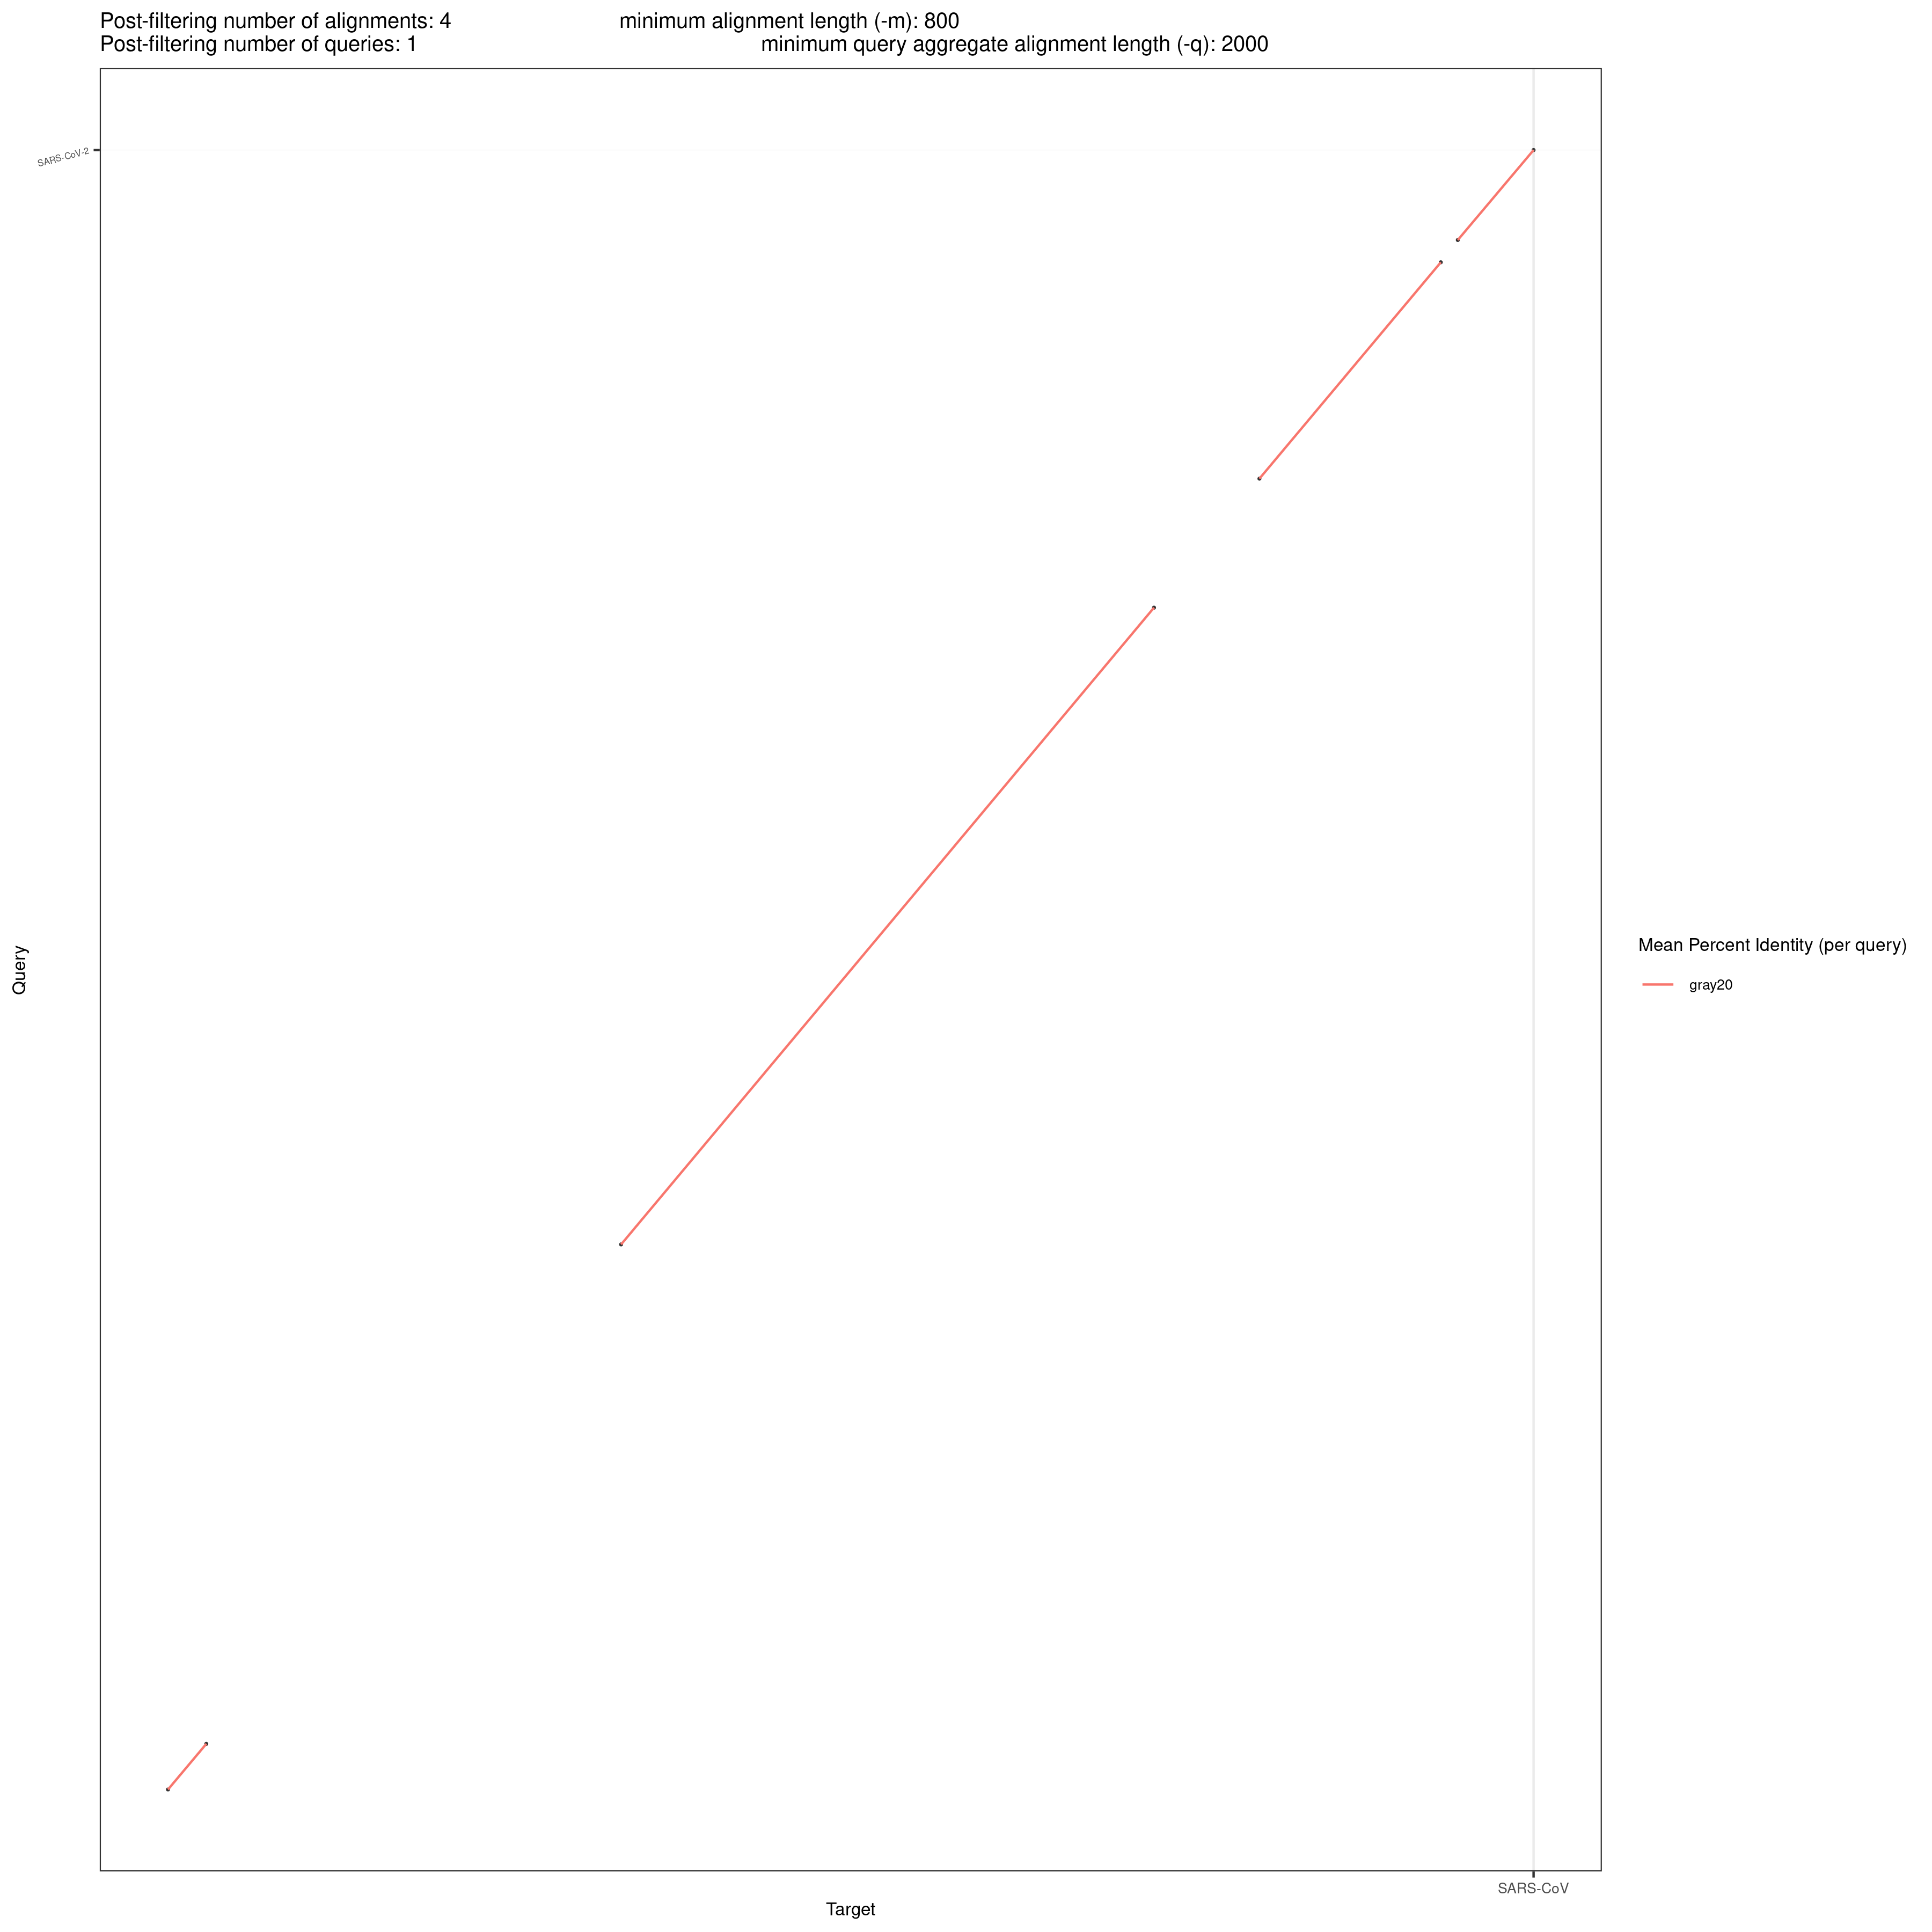 Post-filtering number of alignments: 4 minimum alignment length (-m): 800
Post-filtering number of queries: 1 minimum query aggregate alignment length (-q): 2000
SARS-CoV-2
Query
Mean Percent Identity (per query)
gray20
SARS-CoV
Target